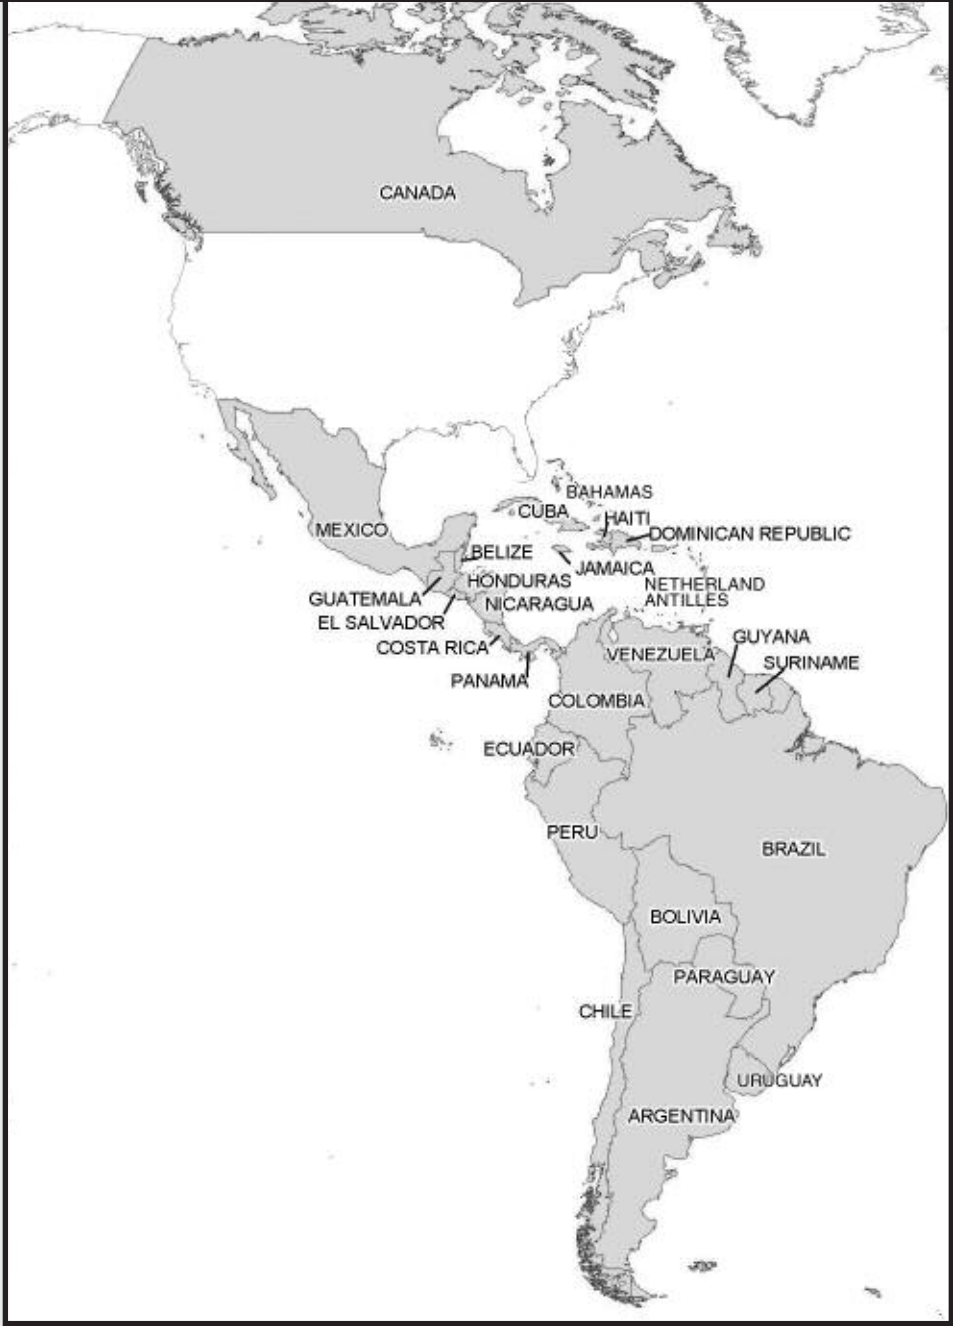 CANADA
BAHAMAS
CUBA
HAITI
DOMINICAN REPUBLIC
MEXICO
BELIZE
JAMAICA
HONDURAS
NETHERLAND
ANTILLES
GUATEMALA
NICARAGUA
EL SALVADOR
COSTA RICA
GUYANA
VENEZUELA
SURINAME
PANAMA
COLOMBIA
ECUADOR
PERU
BRAZIL
BOLIVIA
PARAGUAY
CHILE
URUGUAY
ARGENTINA